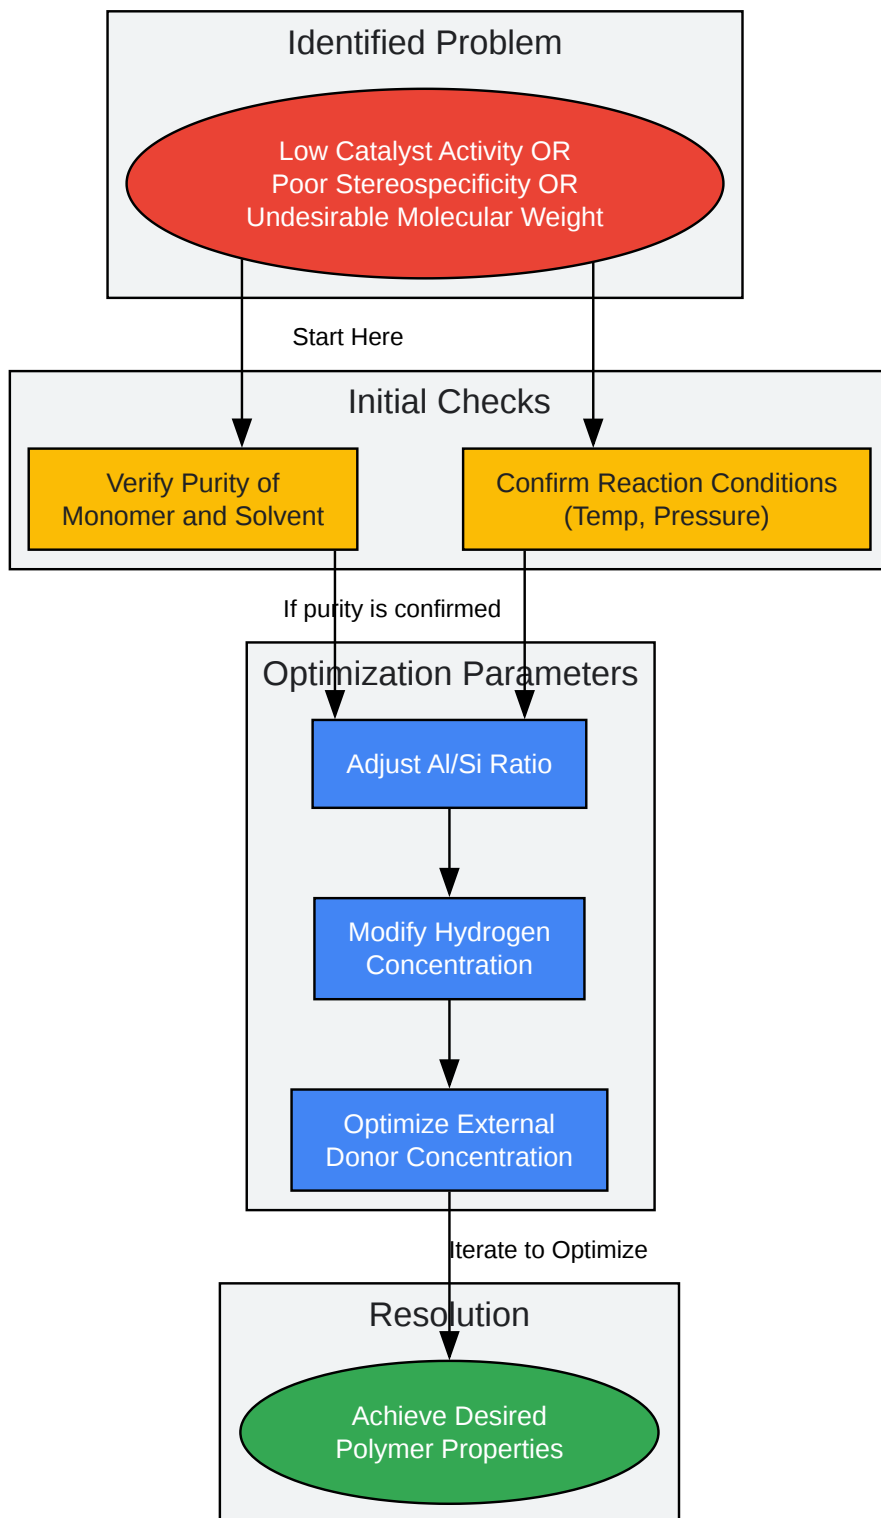 Identified Problem
Low Catalyst Activity OR
Poor Stereospecificity OR
Undesirable Molecular Weight
Start Here
Initial Checks
Verify Purity of
Monomer and Solvent
Confirm Reaction Conditions
(Temp, Pressure)
If purity is confirmed
Optimization Parameters
Adjust Al/Si Ratio
Modify Hydrogen
Concentration
Optimize External
Donor Concentration
Iterate to Optimize
Resolution
Achieve Desired
Polymer Properties